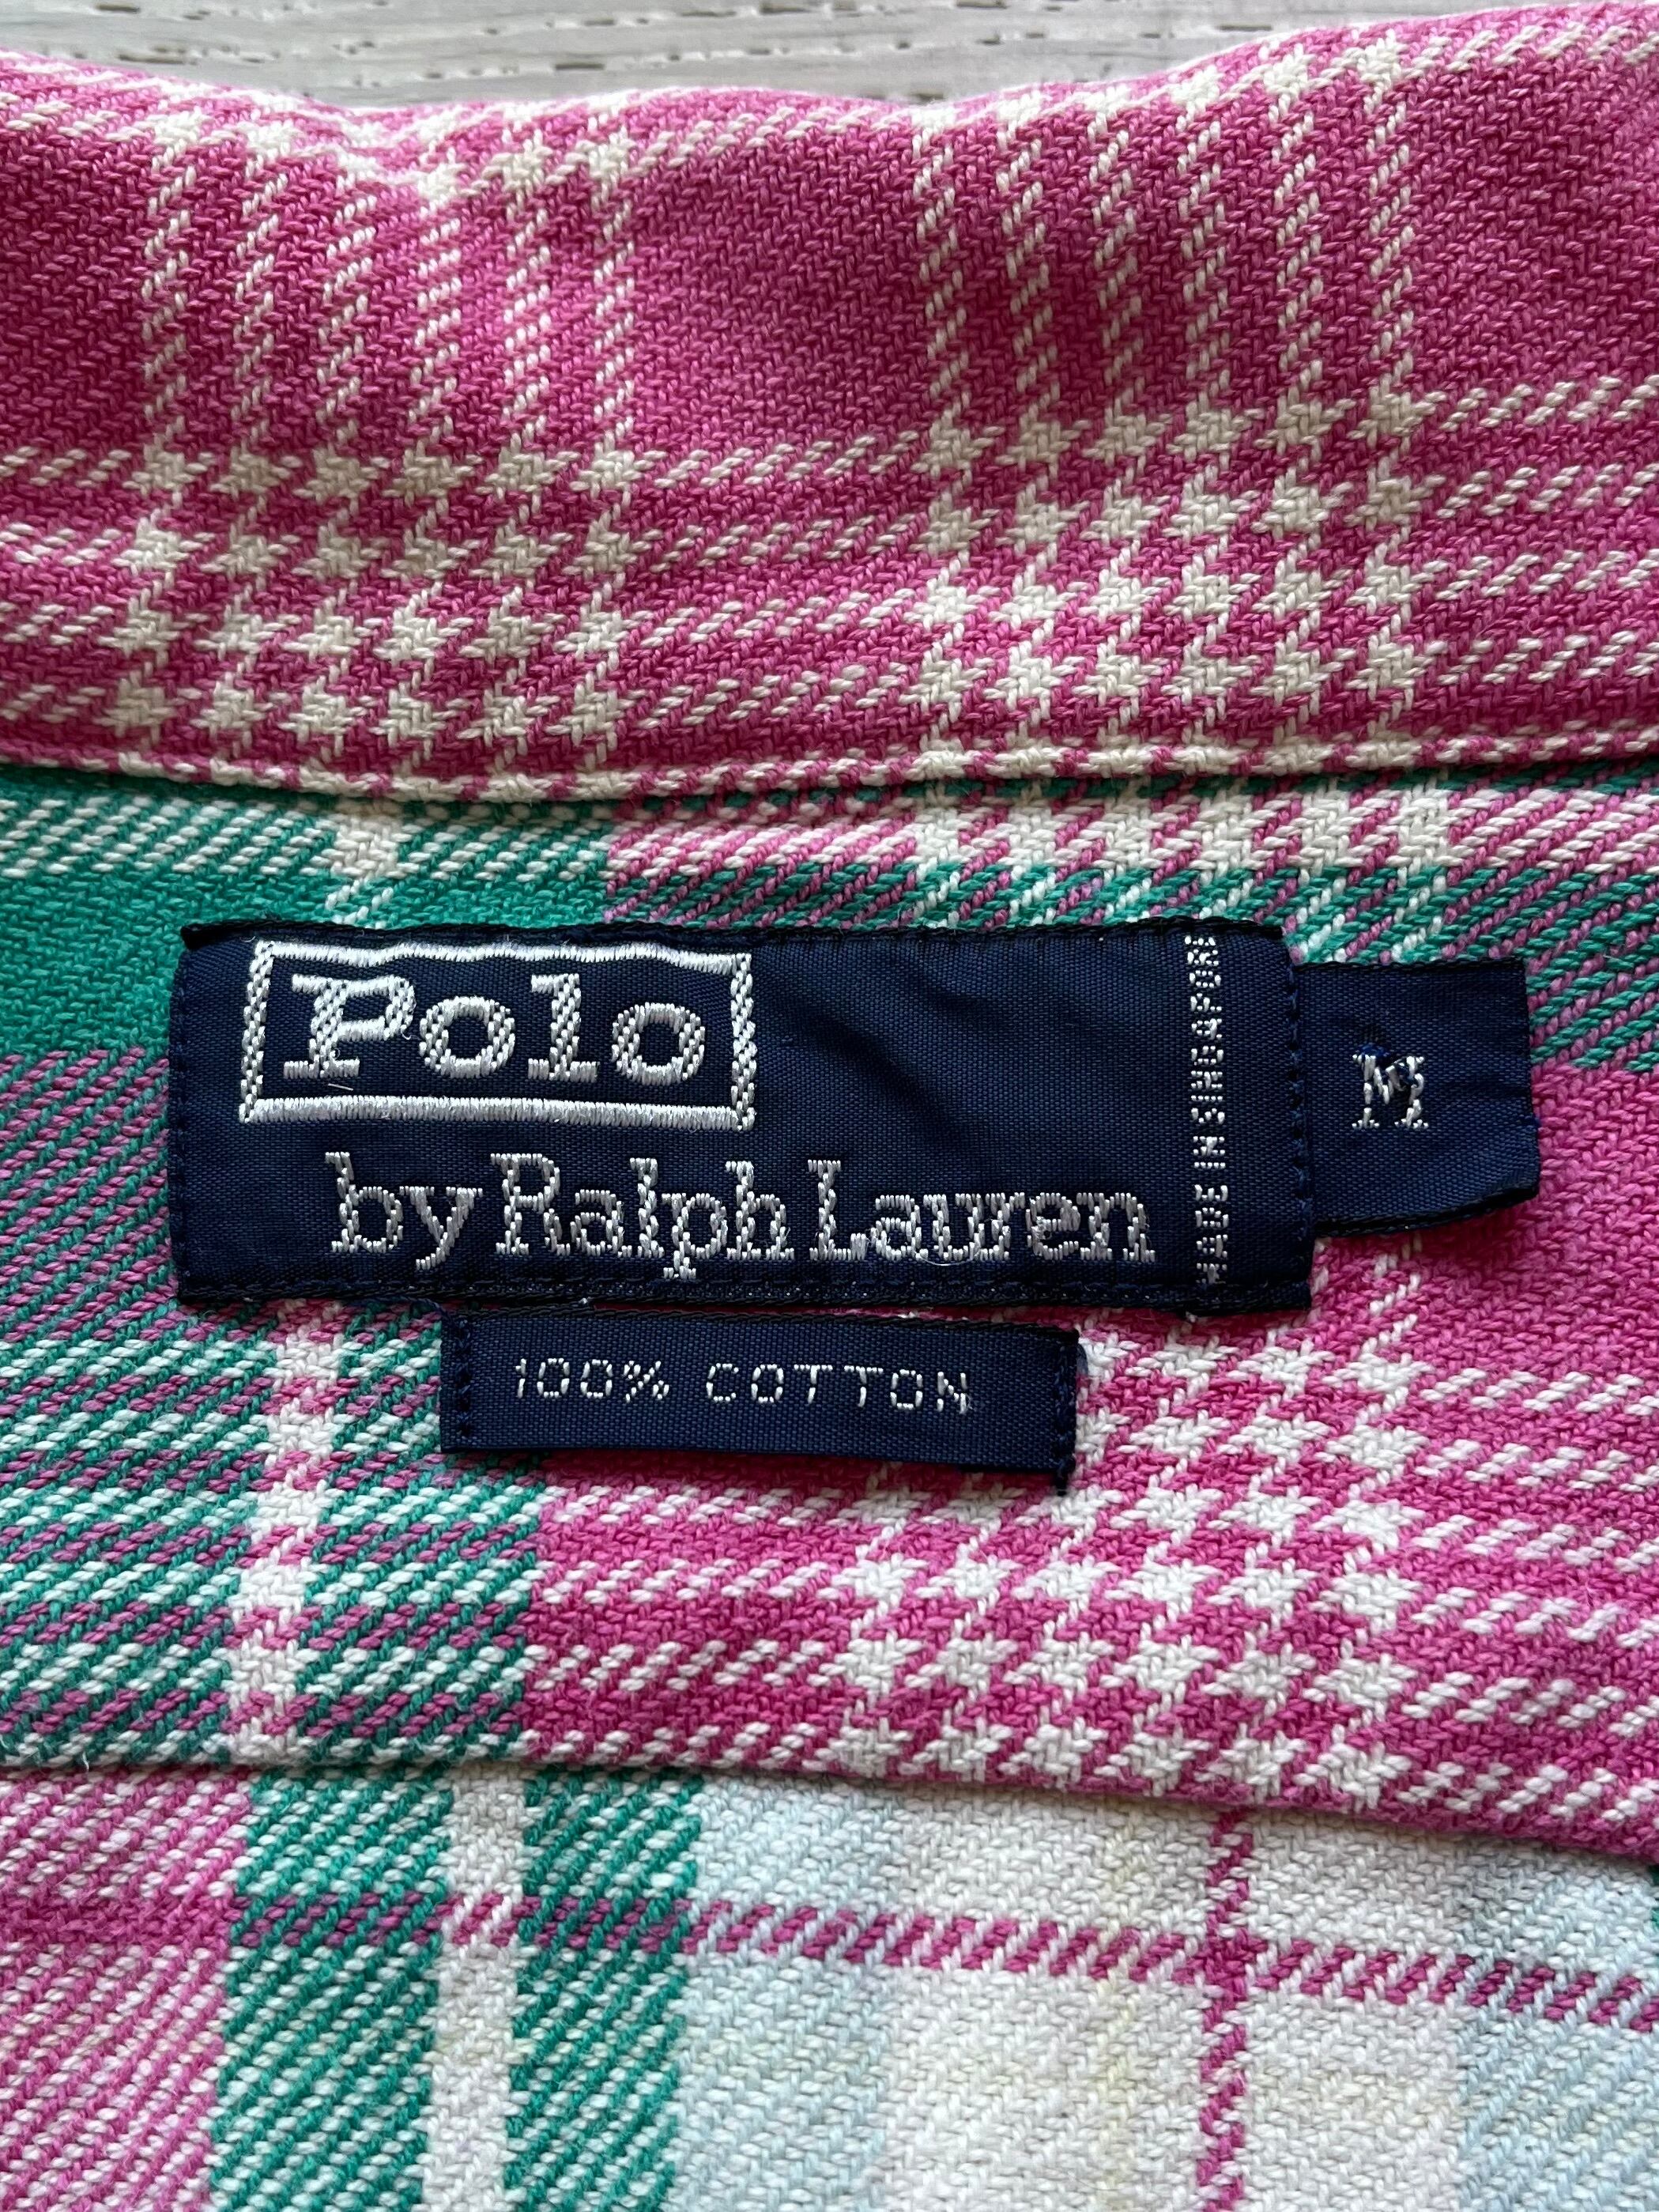 Polo
by Ralph Lauren
MADE IN SINGAPORE
M
100% COTTON